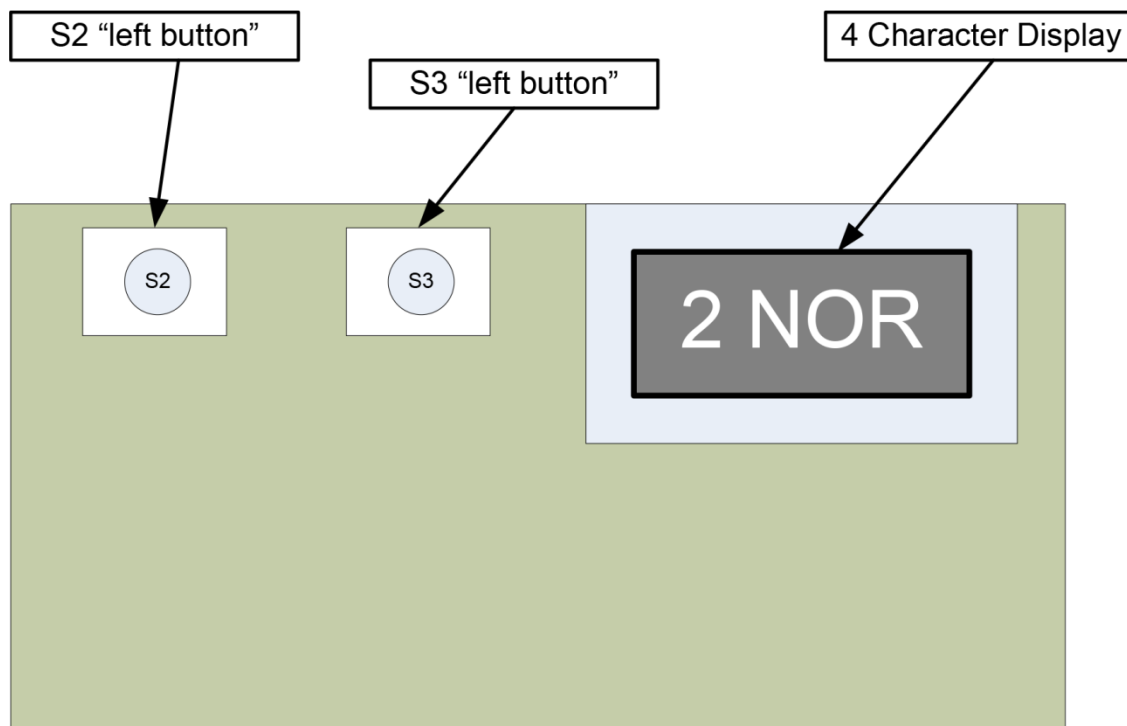 S2 “left button”
S3 “left button”
4 Character Display
S2
S3
2 NOR